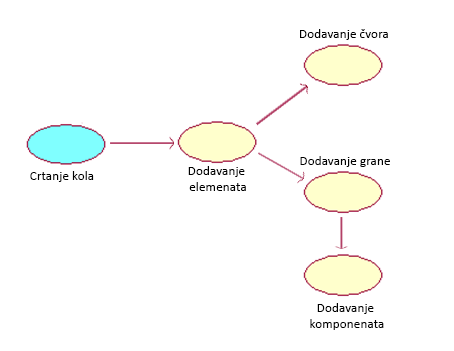 Dodavanje čvora
Crtanje kola
Dodavanje
elemenata
Dodavanje grane
Dodavanje
komponenata